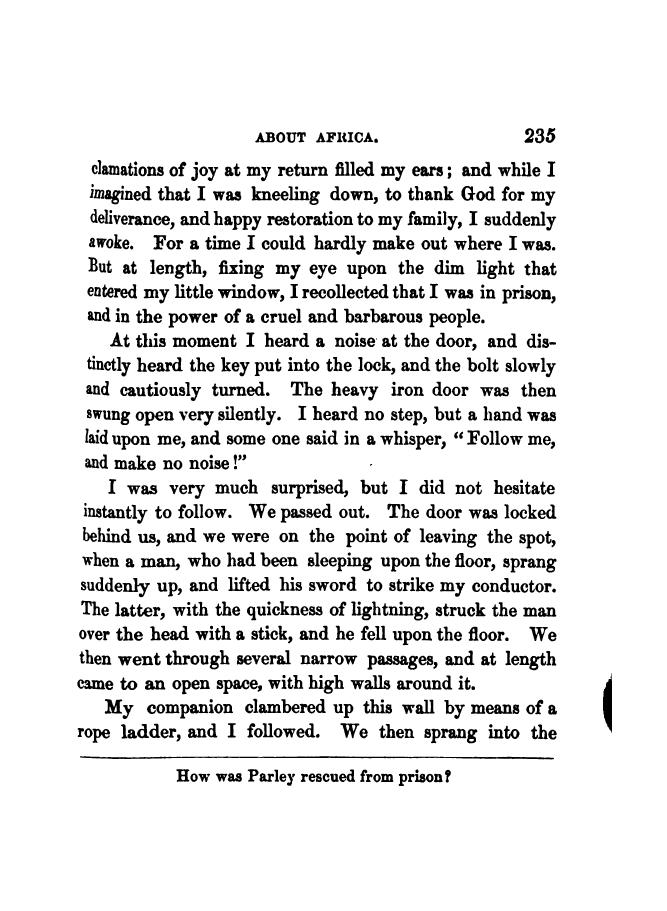 ABOUT AFRICA. 235
clamations of joy at my return filled my ears; and while I
imagined that I was kneeling down, to thank God for my
deliverance, and happy restoration to my family, I suddenly
awoke. For a time I could hardly make out where I was.
But at length, fixing my eye upon the dim light that
entered my little window, I recollected that I was in prison,
and in the power of a cruel and barbarous people.
At this moment I heard a noise at the door, and dis-
tinctly heard the key put into the lock, and the bolt slowly
and cautiously turned. The heavy iron door was then
swung open very silently. I heard no step, but a hand was
laid upon me, and some one said in a whisper, “Follow me,
and make no noise!”
I was very much surprised, but I did not hesitate
instantly to follow. We passed out. The door was locked
behind us, and we were on the point of leaving the spot,
when a man, who had been sleeping upon the floor, sprang
suddenly up, and lifted his sword to strike my conductor.
The latter, with the quickness of lightning, struck the man
over the head with a stick, and he fell upon the floor. We
then went through several narrow passages, and at length
came to an open space, with high walls around it.
My companion clambered up this wall by means of a
rope ladder, and I followed. We then sprang into the
How was Parley rescued from prison?